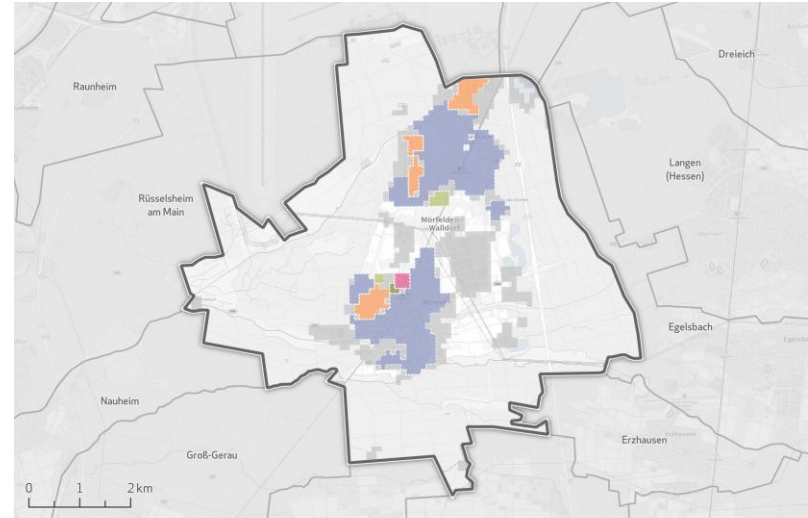 Dreieich
Raunheim
Langen
(Hessen)
Rüsselsheim
am Main
Mörfelden-
Walldorf
Egelsbach
Nauheim
Erzhausen
Groß-Gerau
0 1 2 km